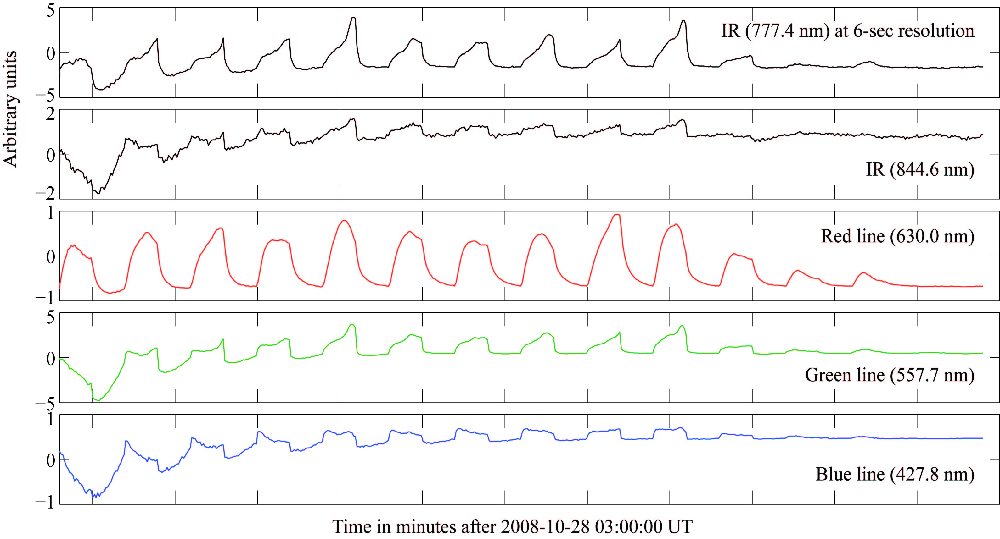 Arbitrary units
5
0
−5
IR (777.4 nm) at 6-sec resolution
2
0
−2
IR (844.6 nm)
1
0
−1
Red line (630.0 nm)
5
0
−5
Green line (557.7 nm)
1
0
−1
Blue line (427.8 nm)
Time in minutes after 2008-10-28 03:00:00 UT